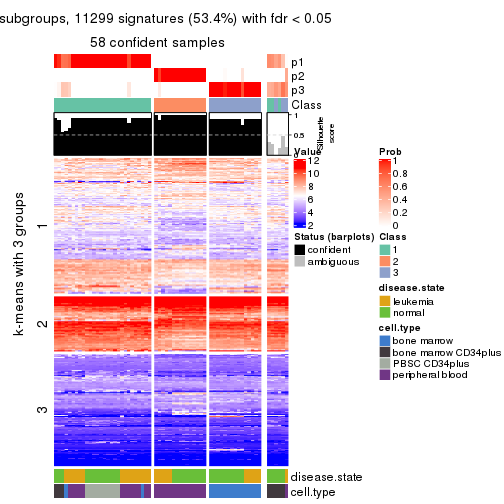 subgroups, 11299 signatures (53.4%) with fdr < 0.05
58 confident samples
p1
p2
p3
Class
1
0.5
0
Silhouette
score
k-means with 3 groups
1
2
3
disease.state
cell.type
Value
12
10
8
6
4
2
Status (barplots)
confident
ambiguous
Prob
1
0.8
0.6
0.4
0.2
0
Class
1
2
3
disease.state
leukemia
normal
cell.type
bone marrow
bone marrow CD34plus
PBSC CD34plus
peripheral blood